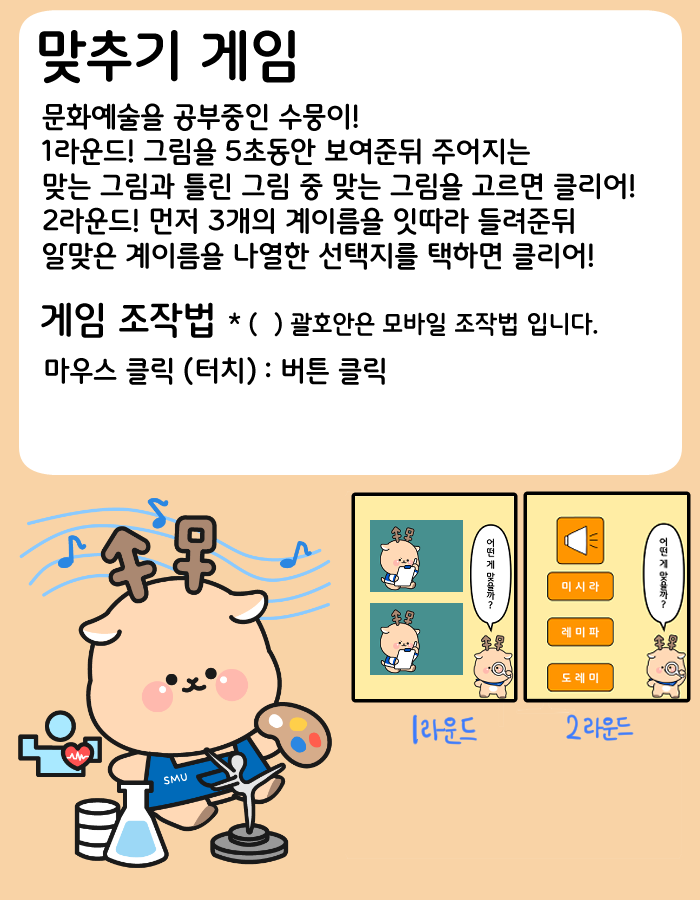 맞추기 게임
문화예술을 공부중인 수뭉이!
1라운드! 그림을 5초동안 보여준뒤 주어지는
맞는 그림과 틀린 그림 중 맞는 그림을 고르면 클리어!
2라운드! 먼저 3개의 계이름을 잇따라 들려준뒤
알맞은 계이름을 나열한 선택지를 택하면 클리어!
게임 조작법 * (  ) 괄호안은 모바일 조작법 입니다.
마우스 클릭 (터치) : 버튼 클릭
수무
SMU
어떤게 맞을까?
1라운드
어떤게 맞을까?
미 시 라
레 미 파
도 레 미
2라운드